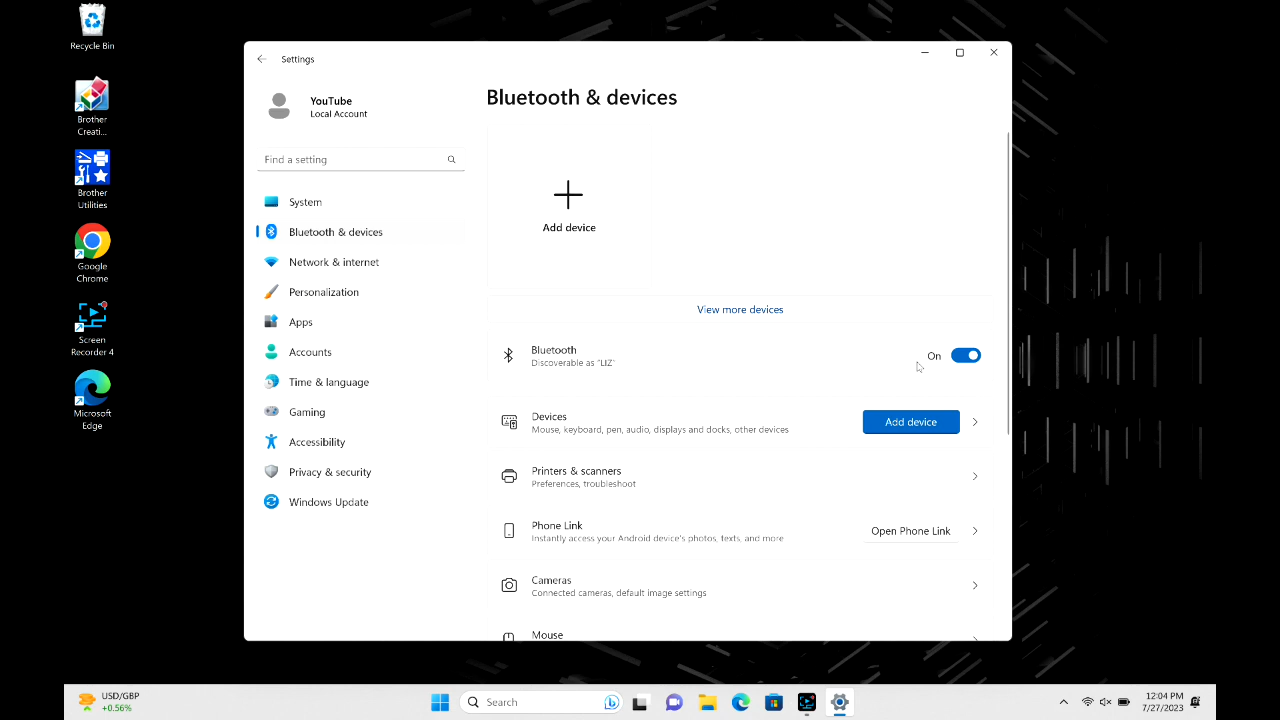 Recycle Bin
Brother
Creati...
Brother
Utilities
Google
Chrome
Screen
Recorder 4
Microsoft
Edge
Settings
YouTube
Local Account
Find a setting
System
Bluetooth & devices
Network & internet
Personalization
Apps
Accounts
Time & language
Gaming
Accessibility
Privacy & security
Windows Update
Bluetooth & devices
Add device
View more devices
Bluetooth
Discoverable as "LIZ"
On
Devices
Mouse, keyboard, pen, audio, displays and docks, other devices
Add device
Printers & scanners
Preferences, troubleshoot
Phone Link
Instantly access your Android device's photos, texts, and more
Open Phone Link
Cameras
Connected cameras, default image settings
Mouse
USD/GBP
+0.56%
Search
12:04 PM
7/27/2023